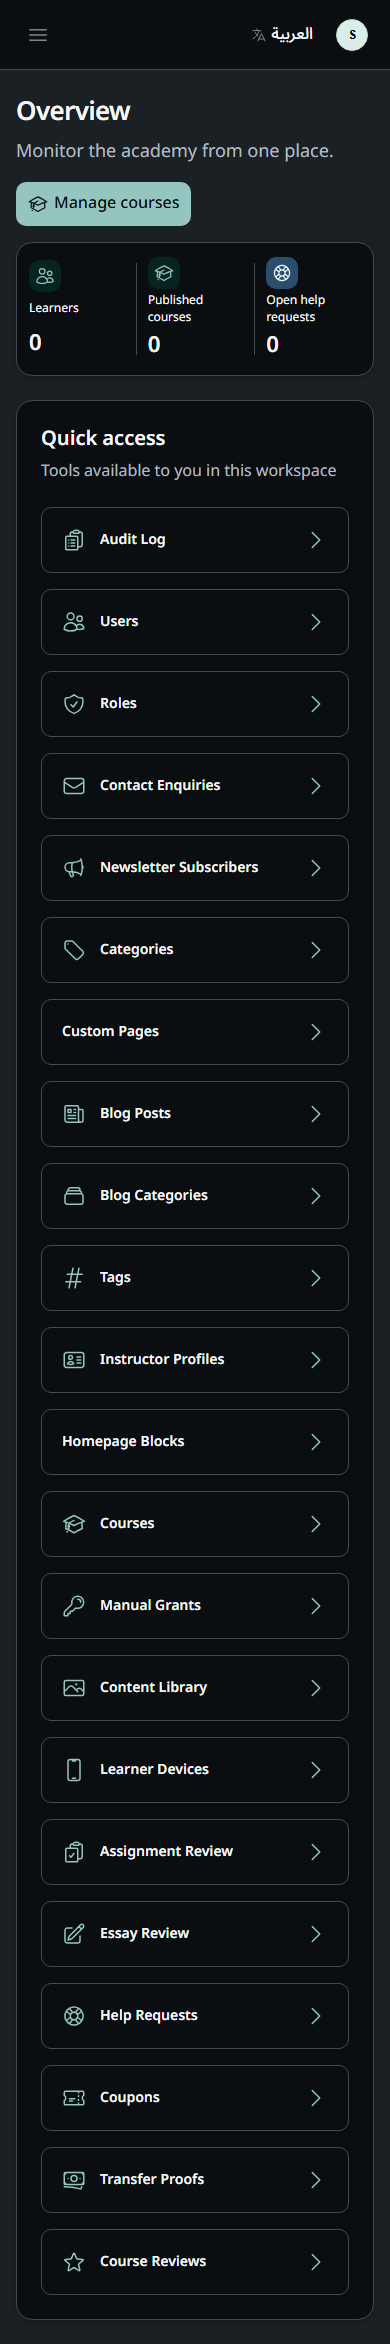 العربية
S
Overview
Monitor the academy from one place.
Manage courses
Learners
0
Published
courses
0
Open help
requests
0
Quick access
Tools available to you in this workspace
Audit Log
Users
Roles
Contact Enquiries
Newsletter Subscribers
Categories
Custom Pages
Blog Posts
Blog Categories
Tags
Instructor Profiles
Homepage Blocks
Courses
Manual Grants
Content Library
Learner Devices
Assignment Review
Essay Review
Help Requests
Coupons
Transfer Proofs
Course Reviews